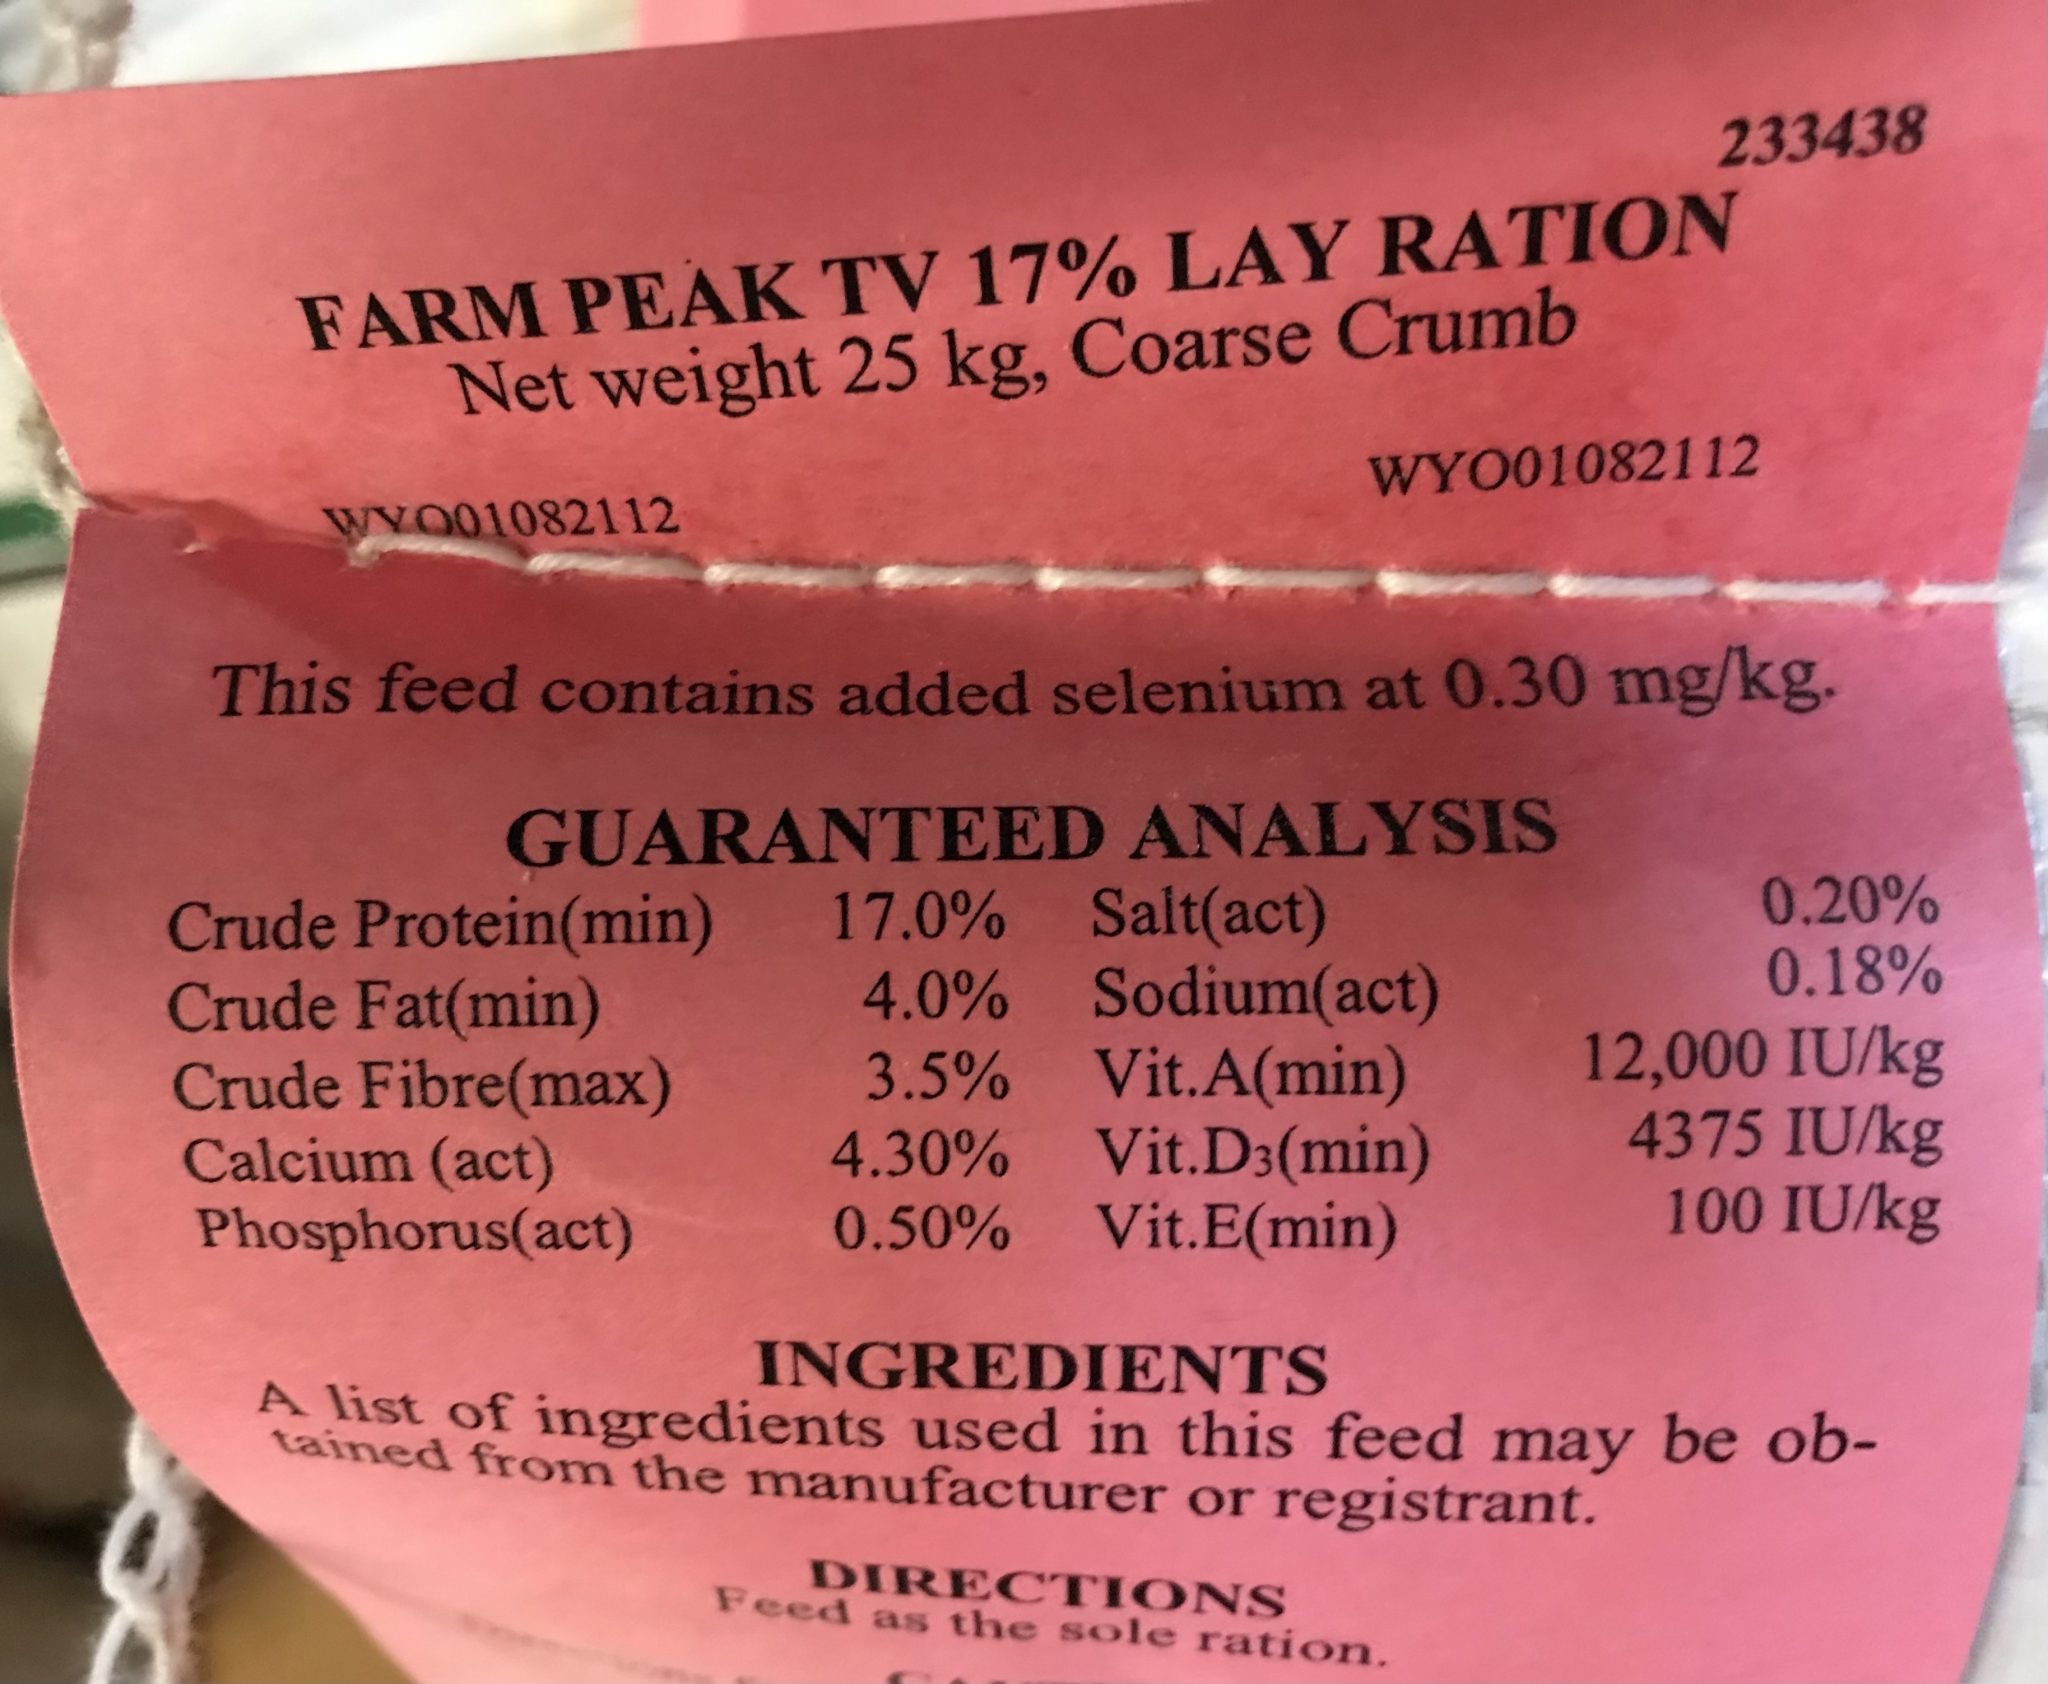 233438
FARM PEAK TV 17% LAY RATION
Net weight 25 kg, Coarse Crumb
WYO01082112
WYO01082112
This feed contains added selenium at 0.30 mg/kg.
GUARANTEED ANALYSIS
Crude Protein(min) 17.0% Salt(act) 0.20%
Crude Fat(min) 4.0% Sodium(act) 0.18%
Crude Fibre(max) 3.5% Vit.A(min) 12,000 IU/kg
Calcium (act) 4.30% Vit.D3(min) 4375 IU/kg
Phosphorus(act) 0.50% Vit.E(min) 100 IU/kg
INGREDIENTS
A list of ingredients used in this feed may be ob-
tained from the manufacturer or registrant.
DIRECTIONS
Feed as the sole ration.